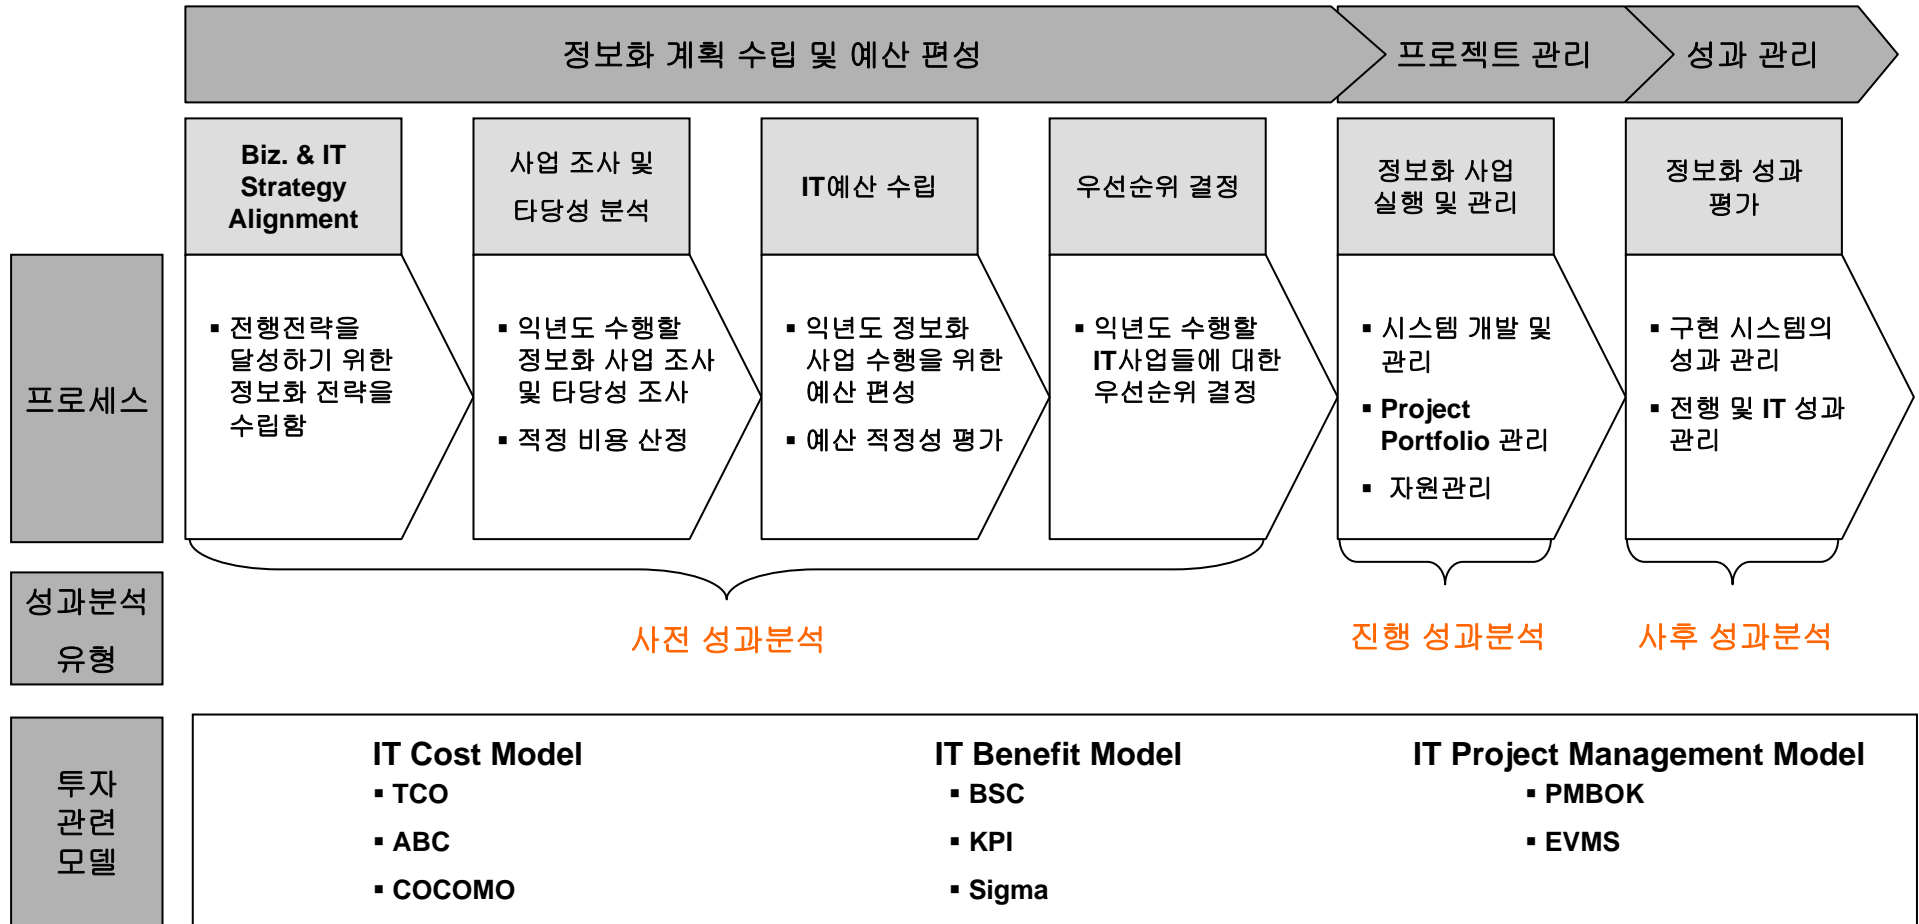 정보화 계획 수립 및 예산 편성
프로젝트 관리
성과 관리
Biz. & IT
Strategy
Alignment
사업 조사 및
타당성 분석
IT예산 수립
우선순위 결정
정보화 사업
실행 및 관리
정보화 성과
평가
프로세스
▪ 전행전략을
달성하기 위한
정보화 전략을
수립함
▪ 익년도 수행할
정보화 사업 조사
및 타당성 조사
▪ 적정 비용 산정
▪ 익년도 정보화
사업 수행을 위한
예산 편성
▪ 예산 적정성 평가
▪ 익년도 수행할
IT사업들에 대한
우선순위 결정
▪ 시스템 개발 및
관리
▪ Project
Portfolio 관리
▪ 자원관리
▪ 구현 시스템의
성과 관리
▪ 전행 및 IT 성과
관리
성과분석
유형
사전 성과분석
진행 성과분석
사후 성과분석
투자
관련
모델
IT Cost Model
▪ TCO
▪ ABC
▪ COCOMO
IT Benefit Model
▪ BSC
▪ KPI
▪ Sigma
IT Project Management Model
▪ PMBOK
▪ EVMS